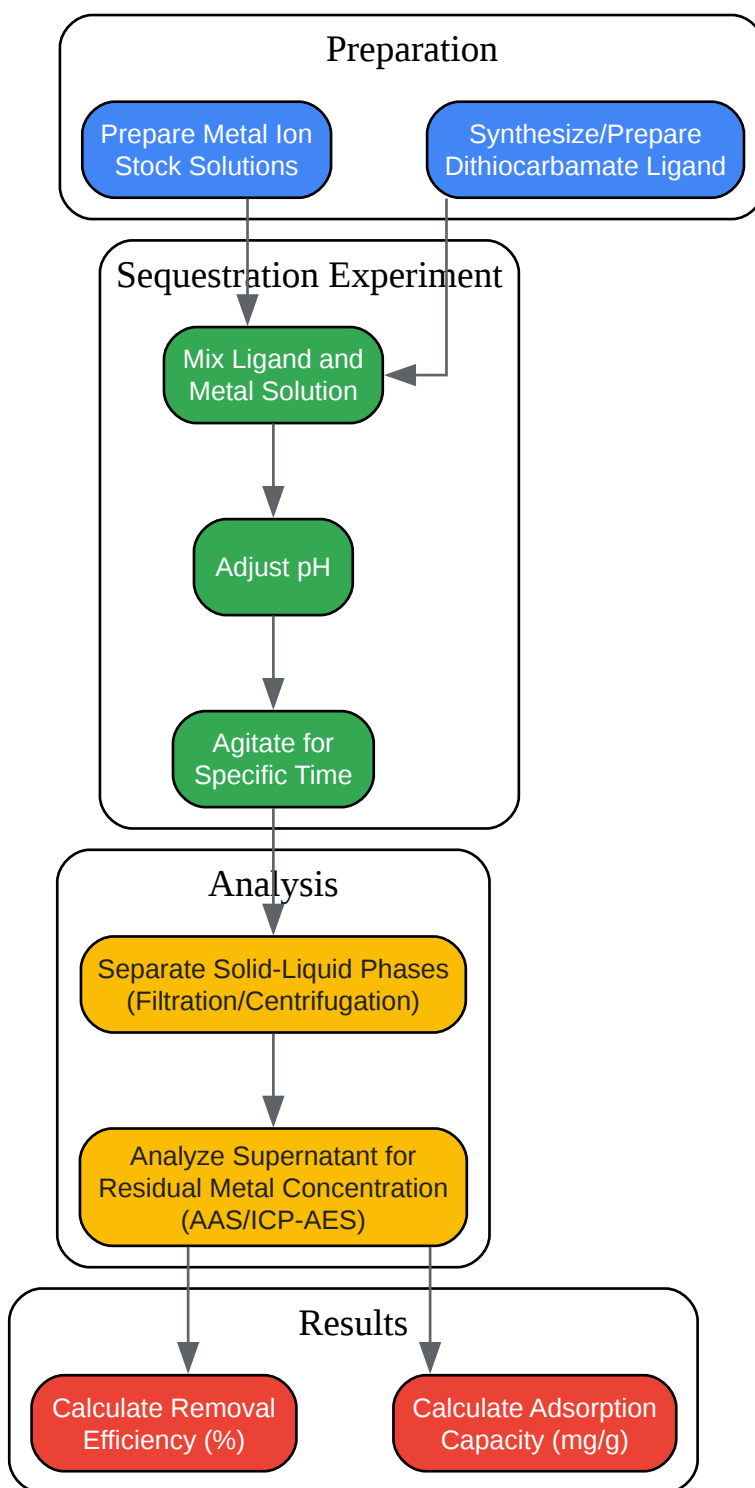 Preparation
Prepare Metal Ion
Stock Solutions
Synthesize/Prepare
Dithiocarbamate Ligand
Sequestration Experiment
Mix Ligand and
Metal Solution
Adjust pH
Agitate for
Specific Time
Analysis
Separate Solid-Liquid Phases
(Filtration/Centrifugation)
Analyze Supernatant for
Residual Metal Concentration
(AAS/ICP-AES)
Results
Calculate Removal
Efficiency (%)
Calculate Adsorption
Capacity (mg/g)